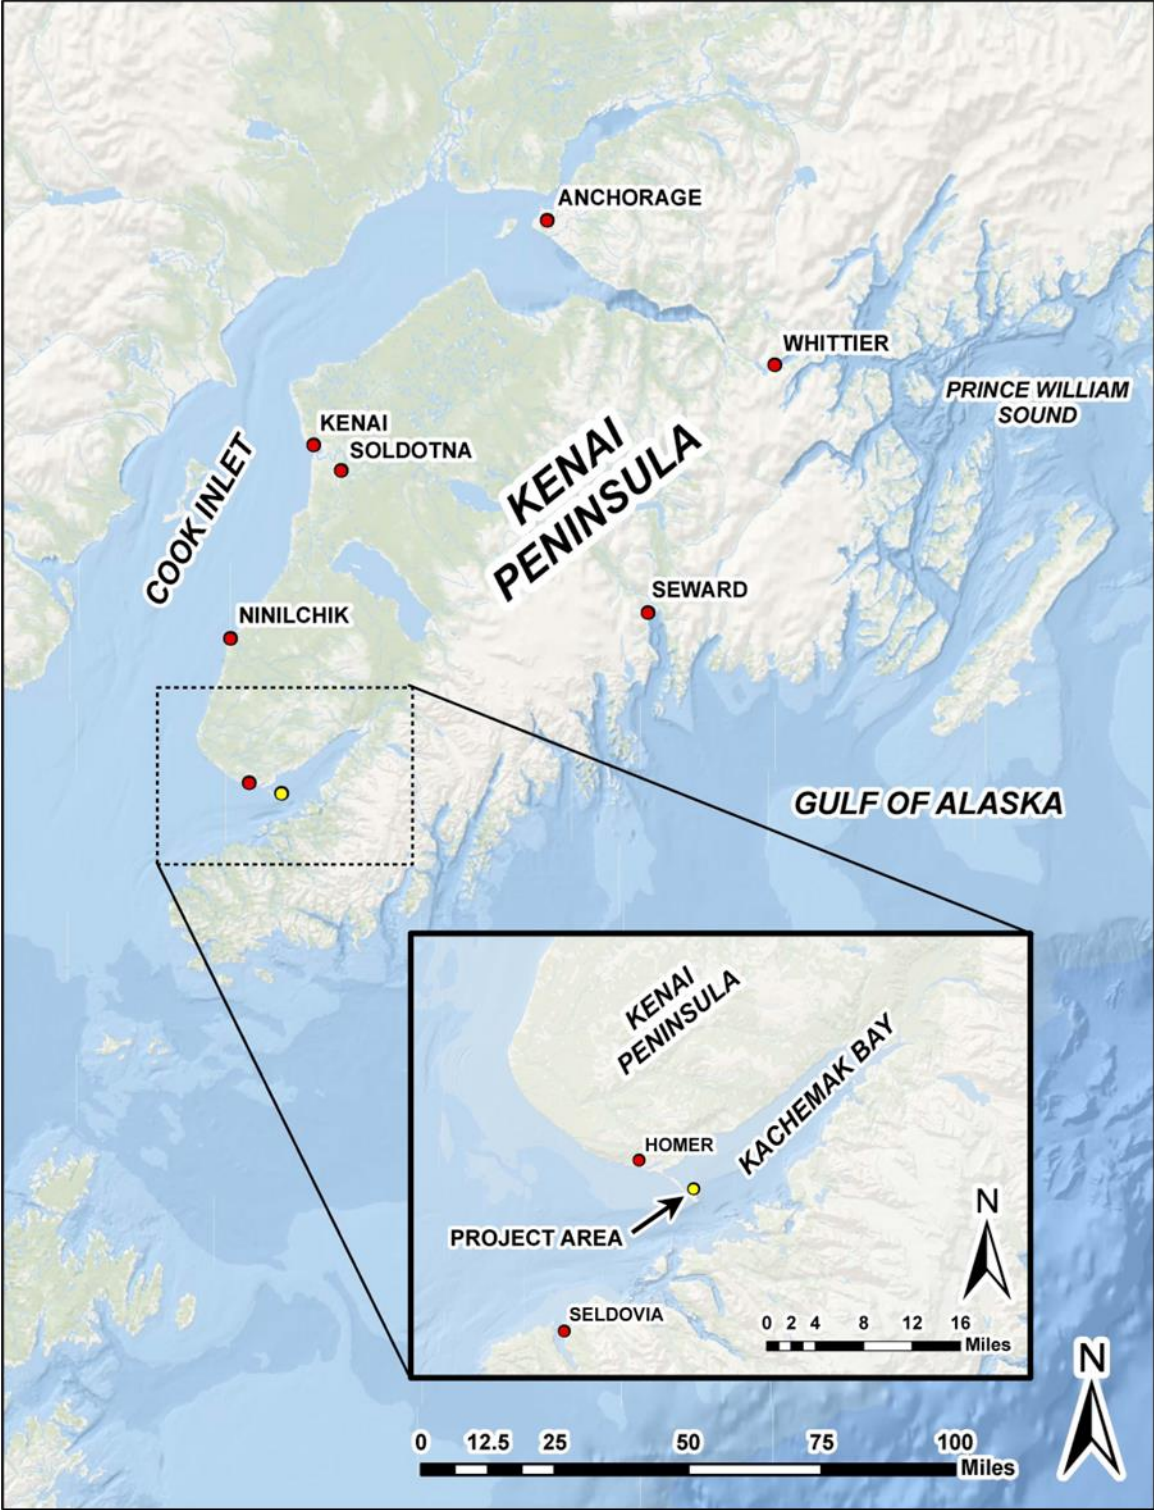 ANCHORAGE
WHITTIER
PRINCE WILLIAM
SOUND
KENAI
SOLDOTNA
KENAI
PENINSULA
COOK INLET
SEWARD
NINILCHIK
GULF OF ALASKA
KENAI
PENINSULA
KACHEMAK BAY
HOMER
PROJECT AREA
N
SELDOVIA
0 2 4 8 12 16
Miles
N
0 12.5 25 50 75 100
Miles